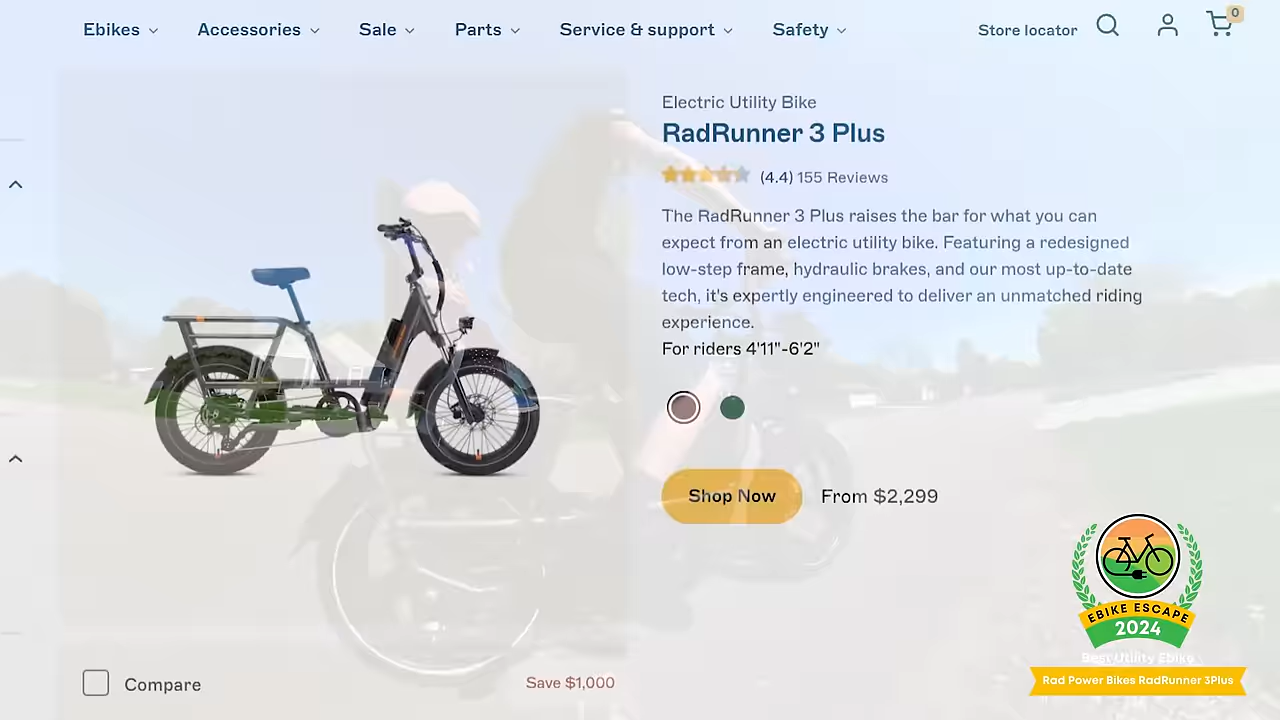 Ebikes
Accessories
Sale
Parts
Service & support
Safety
Store locator
0
Electric Utility Bike
RadRunner 3 Plus
(4.4) 155 Reviews
The RadRunner 3 Plus raises the bar for what you can
expect from an electric utility bike. Featuring a redesigned
low-step frame, hydraulic brakes, and our most up-to-date
tech, it's expertly engineered to deliver an unmatched riding
experience.
For riders 4'11"-6'2"
Shop Now
From $2,299
Compare
Save $1,000
EBIKE ESCAPE
2024
Best Utility Ebike
Rad Power Bikes RadRunner 3Plus